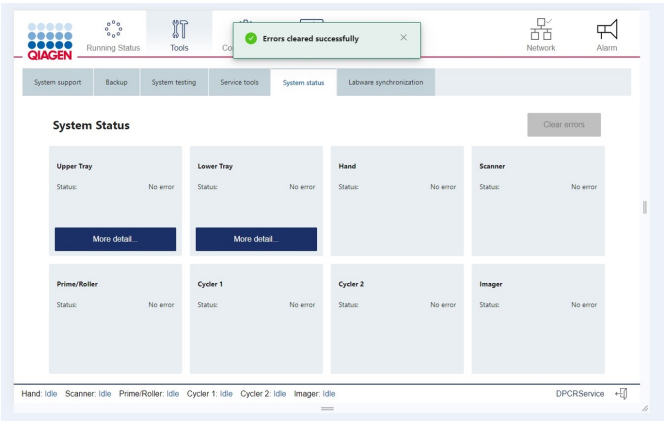 Errors cleared successfully
QIAGEN
Running Status
Tools
Co
Network
Alarm
System support
Backup
System testing
Service tools
System status
Labware synchronization
System Status
Clear errors
Upper Tray
Status: No error
More detail...
Lower Tray
Status: No error
More detail...
Hand
Status: No error
Scanner
Status: No error
Prime/Roller
Status: No error
Cycler 1
Status: No error
Cycler 2
Status: No error
Imager
Status: No error
Hand: Idle Scanner: Idle Prime/Roller: Idle Cycler 1: Idle Cycler 2: Idle Imager: Idle
DPCRService